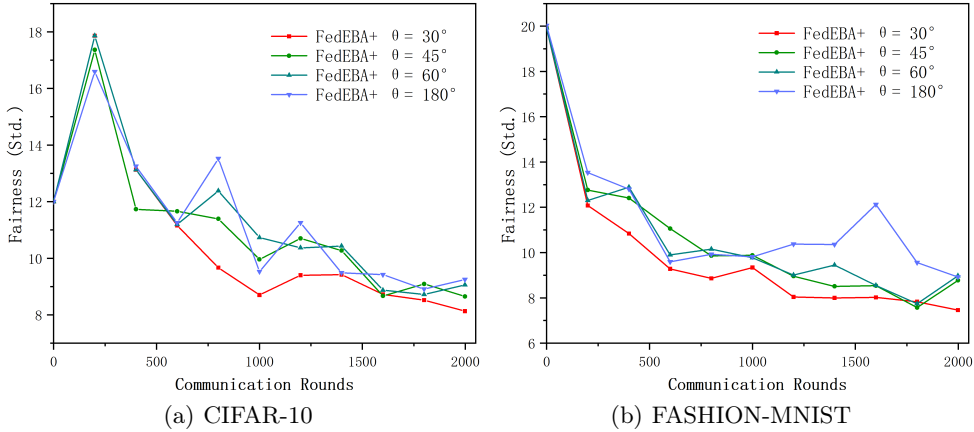 18
16
14
12
10
8
Fairness (Std.)
FedEBA+ θ = 30°
FedEBA+ θ = 45°
FedEBA+ θ = 60°
FedEBA+ θ = 180°
0 500 1000 1500 2000
Communication Rounds
(a) CIFAR-10
20
18
16
14
12
10
8
6
Fairness (Std.)
FedEBA+ θ = 30°
FedEBA+ θ = 45°
FedEBA+ θ = 60°
FedEBA+ θ = 180°
0 500 1000 1500 2000
Communication Rounds
(b) FASHION-MNIST